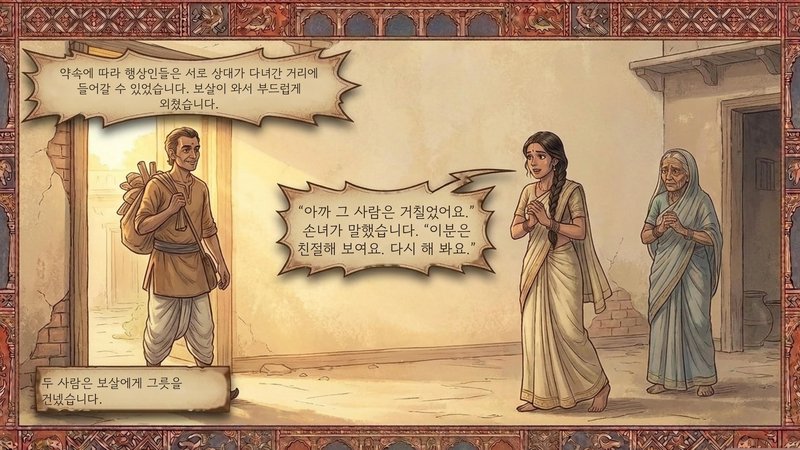 약속에 따라 행상인들은 서로 상대가 다녀간 거리에
들어갈 수 있었습니다. 보살이 와서 부드럽게
외쳤습니다.
“아까 그 사람은 거칠었어요.”
손녀가 말했습니다. “이분은
친절해 보여요. 다시 해 봐요.”
두 사람은 보살에게 그릇을
건넸습니다.